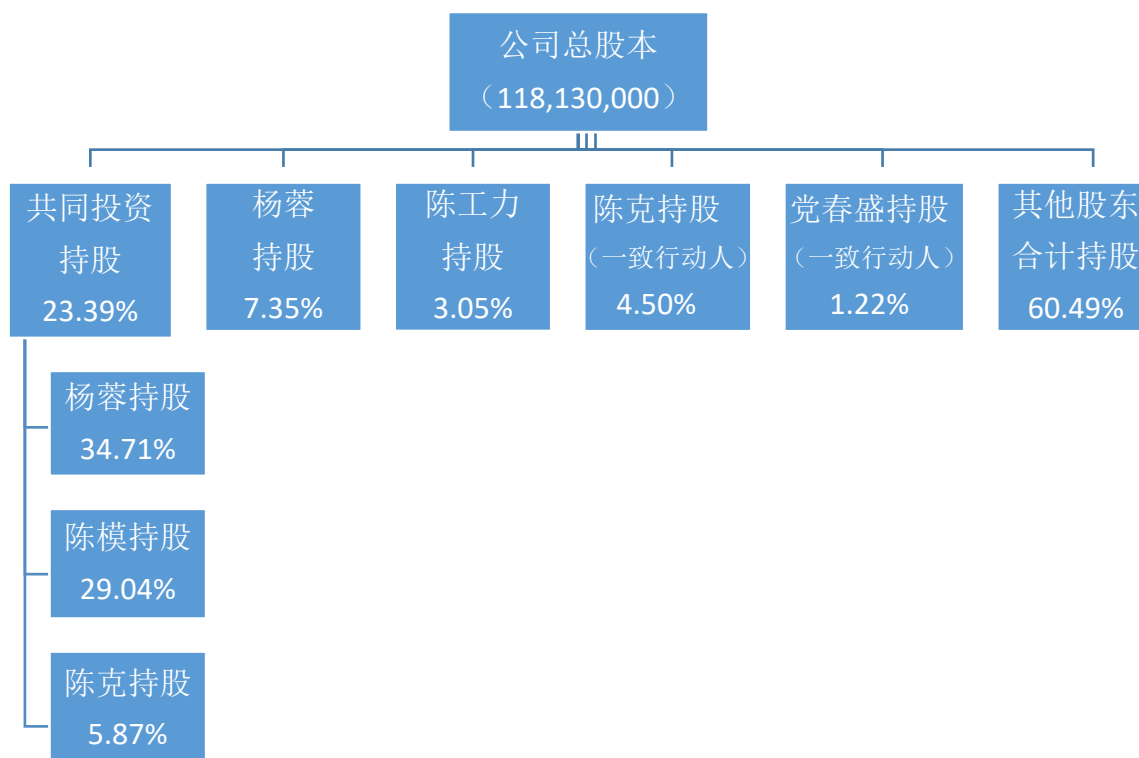 公司总股本
（118,130,000）
共同投资
持股
23.39%
杨蓉
持股
7.35%
陈工力
持股
3.05%
陈克持股
（一致行动人）
4.50%
党春盛持股
（一致行动人）
1.22%
其他股东
合计持股
60.49%
杨蓉持股
34.71%
陈模持股
29.04%
陈克持股
5.87%